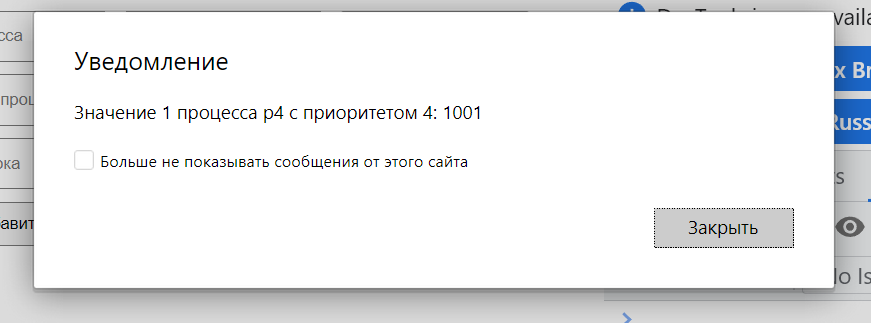 Уведомление
Значение 1 процесса p4 с приоритетом 4: 1001
Больше не показывать сообщения от этого сайта
Закрыть